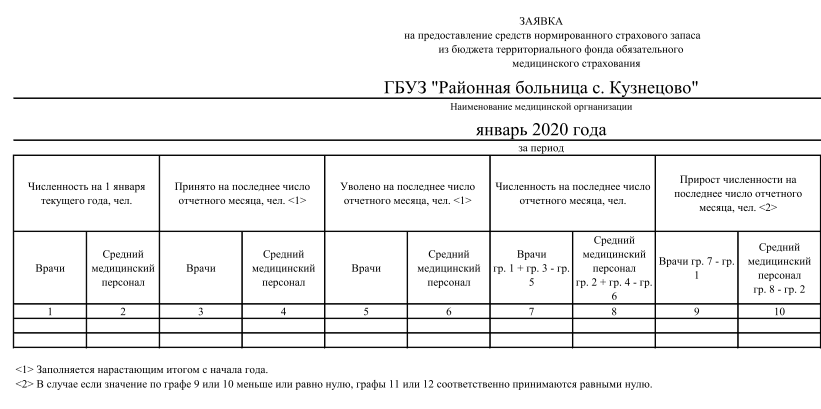 ЗАЯВКА
на предоставление средств нормированного страхового запаса
из бюджета территориального фонда обязательного
медицинского страхования
ГБУЗ "Районная больница с. Кузнецово"
Наименование медицинской оргнанизации
январь 2020 года
за период
Численность на 1 января
текущего года, чел.
Принято на последнее число
отчетного месяца, чел. <1>
Уволено на последнее число
отчетного месяца, чел. <1>
Численность на последнее число
отчетного месяца, чел.
Прирост численности на
последнее число отчетного
месяца, чел. <2>
Врачи
Средний
медицинский
персонал
Врачи
Средний
медицинский
персонал
Врачи
Средний
медицинский
персонал
Врачи
гр. 1 + гр. 3 - гр.
5
Средний
медицинский
персонал
гр. 2 + гр. 4 - гр.
6
Врачи гр. 7 - гр.
1
Средний
медицинский
персонал
гр. 8 - гр. 2
1 2 3 4 5 6 7 8 9 10
<1> Заполняется нарастающим итогом с начала года.
<2> В случае если значение по графе 9 или 10 меньше или равно нулю, графы 11 или 12 соответственно принимаются равными нулю.